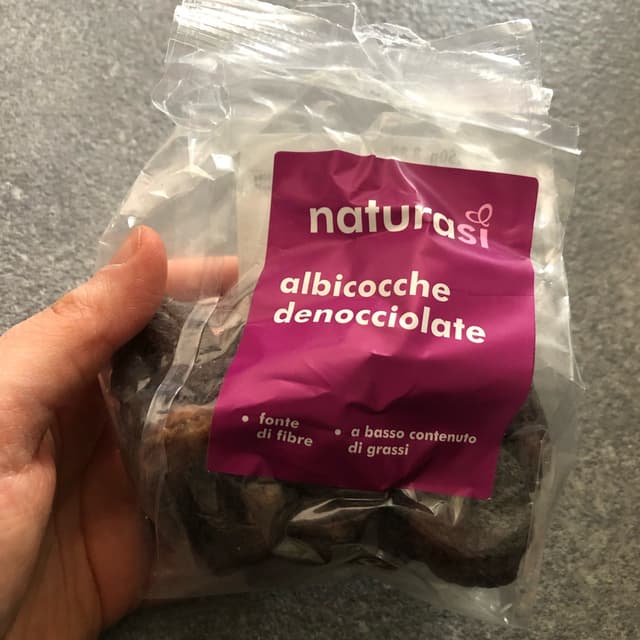 naturasì
albicocche
denocciolate
• fonte
di fibre
• a basso contenuto
di grassi